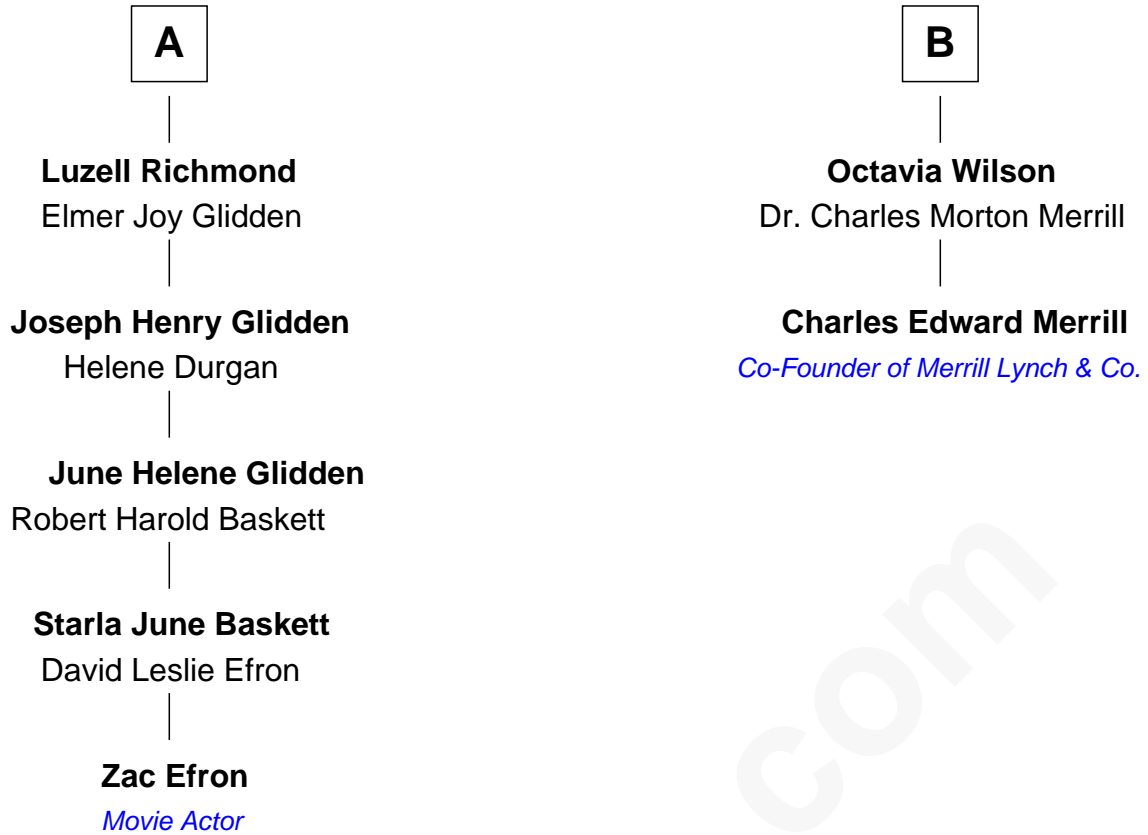 A
Luzell Richmond
Elmer Joy Glidden
Joseph Henry Glidden
Helene Durgan
June Helene Glidden
Robert Harold Baskett
Starla June Baskett
David Leslie Efron
Zac Efron
Movie Actor
B
Octavia Wilson
Dr. Charles Morton Merrill
Charles Edward Merrill
Co-Founder of Merrill Lynch & Co.
com